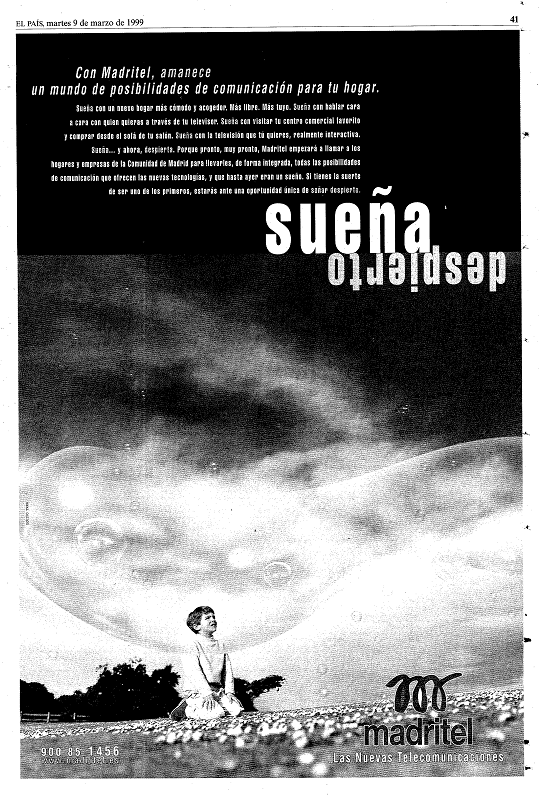 EL PAÍS, martes 9 de marzo de 1999
41
Con Madritel, amanece
un mundo de posibilidades de comunicación para tu hogar.
Sueña con un nuevo hogar más cómodo y acogedor. Más libre. Más tuyo. Sueña con hablar cara
a cara con quien quieras a través de tu televisor. Sueña con visitar tu centro comercial favorito
y comprar desde el sofá de tu salón. Sueña con la televisión que tú quieres, realmente interactiva.
Sueña... y ahora, despierta. Porque pronto, muy pronto, Madritel empezará a llamar a los
hogares y empresas de la Comunidad de Madrid para llevarles, de forma integrada, todas las posibilidades
de comunicación que ofrecen las nuevas tecnologías, y que hasta ayer eran un sueño. Si tienes la suerte
de ser uno de los primeros, estarás ante una oportunidad única de soñar despierto.
sueña
despierto
madritel
900 85 1456
www.madritel.es
Las Nuevas Telecomunicaciones